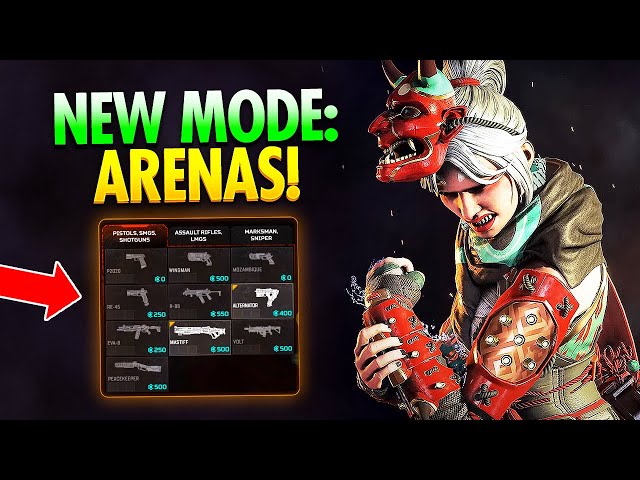 NEW MODE:
ARENAS!
PISTOLS, SMGS, SHOTGUNS
ASSAULT RIFLES, LMGS
MARKSMAN, SNIPER
P2020 0
WINGMAN 500
MOZAMBIQUE 0
RE-45 250
R-99 550
ALTERNATOR 400
EVA-8 250
MASTIFF 500
VOLT 500
PEACEKEEPER 500